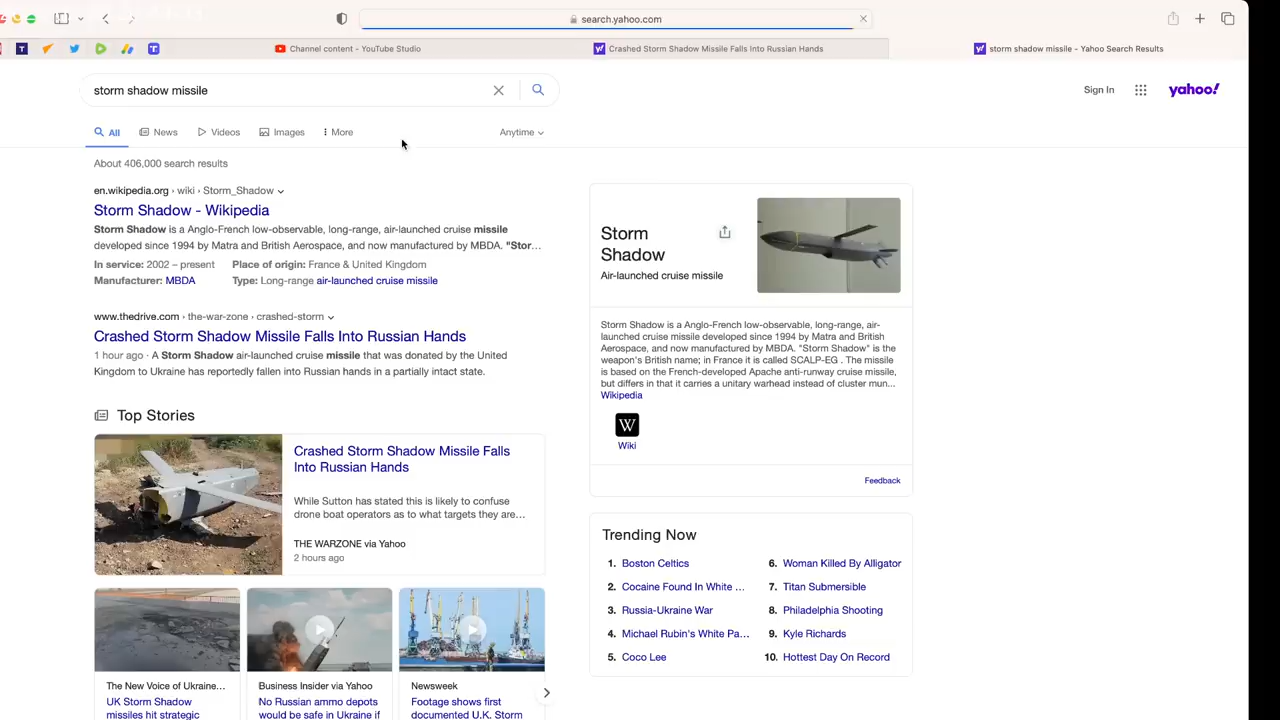 search.yahoo.com
Channel content - YouTube Studio
Crashed Storm Shadow Missile Falls Into Russian Hands
storm shadow missile - Yahoo Search Results
storm shadow missile
Sign In
yahoo!
All
News
Videos
Images
More
Anytime
About 406,000 search results
en.wikipedia.org › wiki › Storm_Shadow
Storm Shadow - Wikipedia
Storm Shadow is a Anglo-French low-observable, long-range, air-launched cruise missile
developed since 1994 by Matra and British Aerospace, and now manufactured by MBDA. "Stor...
In service: 2002 – present Place of origin: France & United Kingdom
Manufacturer: MBDA Type: Long-range air-launched cruise missile
www.thedrive.com › the-war-zone › crashed-storm
Crashed Storm Shadow Missile Falls Into Russian Hands
1 hour ago · A Storm Shadow air-launched cruise missile that was donated by the United
Kingdom to Ukraine has reportedly fallen into Russian hands in a partially intact state.
Top Stories
Crashed Storm Shadow Missile Falls
Into Russian Hands
While Sutton has stated this is likely to confuse
drone boat operators as to what targets they are...
THE WARZONE via Yahoo
2 hours ago
The New Voice of Ukraine...
UK Storm Shadow
missiles hit strategic
Business Insider via Yahoo
No Russian ammo depots
would be safe in Ukraine if
Newsweek
Footage shows first
documented U.K. Storm
Storm
Shadow
Air-launched cruise missile
Storm Shadow is a Anglo-French low-observable, long-range, air-
launched cruise missile developed since 1994 by Matra and British
Aerospace, and now manufactured by MBDA. "Storm Shadow" is the
weapon's British name; in France it is called SCALP-EG . The missile
is based on the French-developed Apache anti-runway cruise missile,
but differs in that it carries a unitary warhead instead of cluster mun...
Wikipedia
W
Wiki
Feedback
Trending Now
1. Boston Celtics
2. Cocaine Found In White ...
3. Russia-Ukraine War
4. Michael Rubin's White Pa...
5. Coco Lee
6. Woman Killed By Alligator
7. Titan Submersible
8. Philadelphia Shooting
9. Kyle Richards
10. Hottest Day On Record